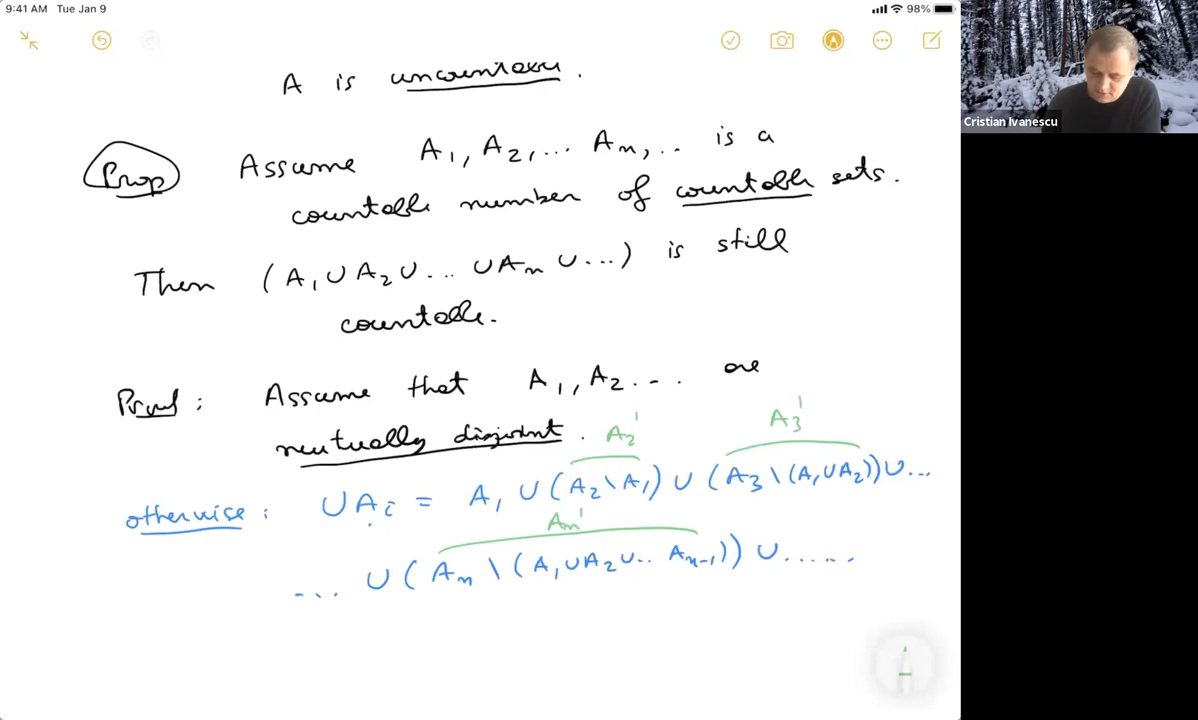 9:41 AM Tue Jan 9
98%
Cristian Ivanescu
A is uncountable.
Prop Assume A₁, A₂, ... Aₙ, .. is a
countable number of countable sets.
Then (A₁ ∪ A₂ ∪ ... ∪ Aₙ ∪ ...) is still
countable.
Proof: Assume that A₁, A₂ ... are
mutually disjoint.
A₂' A₃'
otherwise: ∪Aᵢ = A₁ ∪ (A₂ \ A₁) ∪ (A₃ \ (A₁ ∪ A₂)) ∪ ...
Aₙ'
... ∪ (Aₙ \ (A₁ ∪ A₂ ∪ .. Aₙ₋₁)) ∪ ......